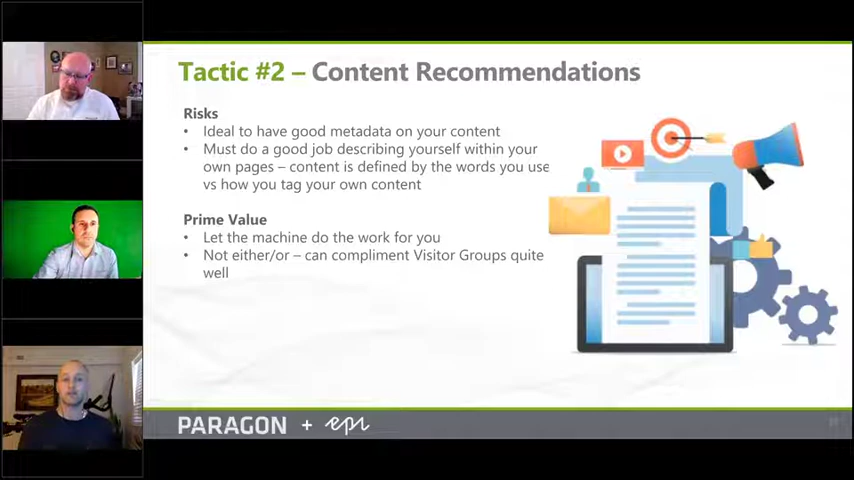 Tactic #2 – Content Recommendations
Risks
• Ideal to have good metadata on your content
• Must do a good job describing yourself within your
own pages – content is defined by the words you use
vs how you tag your own content
Prime Value
• Let the machine do the work for you
• Not either/or – can compliment Visitor Groups quite
well
PARAGON + epi